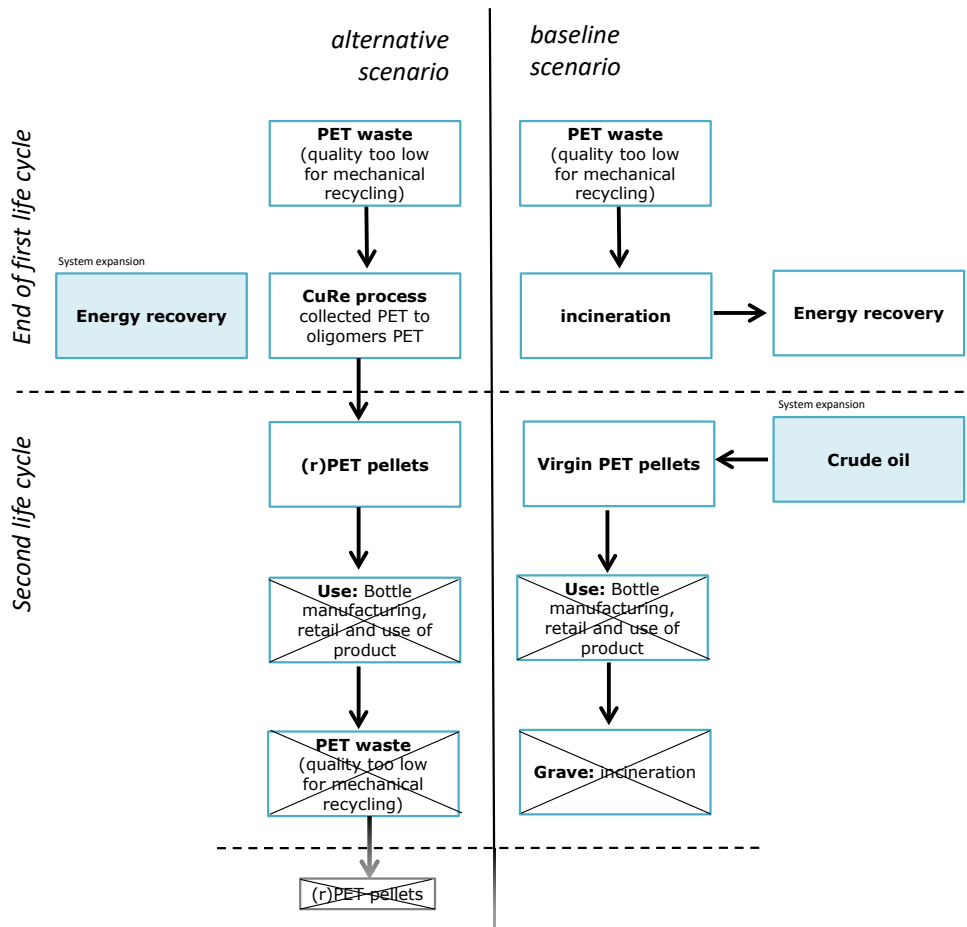 alternative
scenario
baseline
scenario
End of first life cycle
PET waste
(quality too low
for mechanical
recycling)
PET waste
(quality too low
for mechanical
recycling)
System expansion
Energy recovery
CuRe process
collected PET to
oligomers PET
incineration
Energy recovery
Second life cycle
(r)PET pellets
Virgin PET pellets
System expansion
Crude oil
Use: Bottle
manufacturing,
retail and use of
product
Use: Bottle
manufacturing,
retail and use of
product
PET waste
(quality too low
for mechanical
recycling)
Grave: incineration
(r)PET pellets